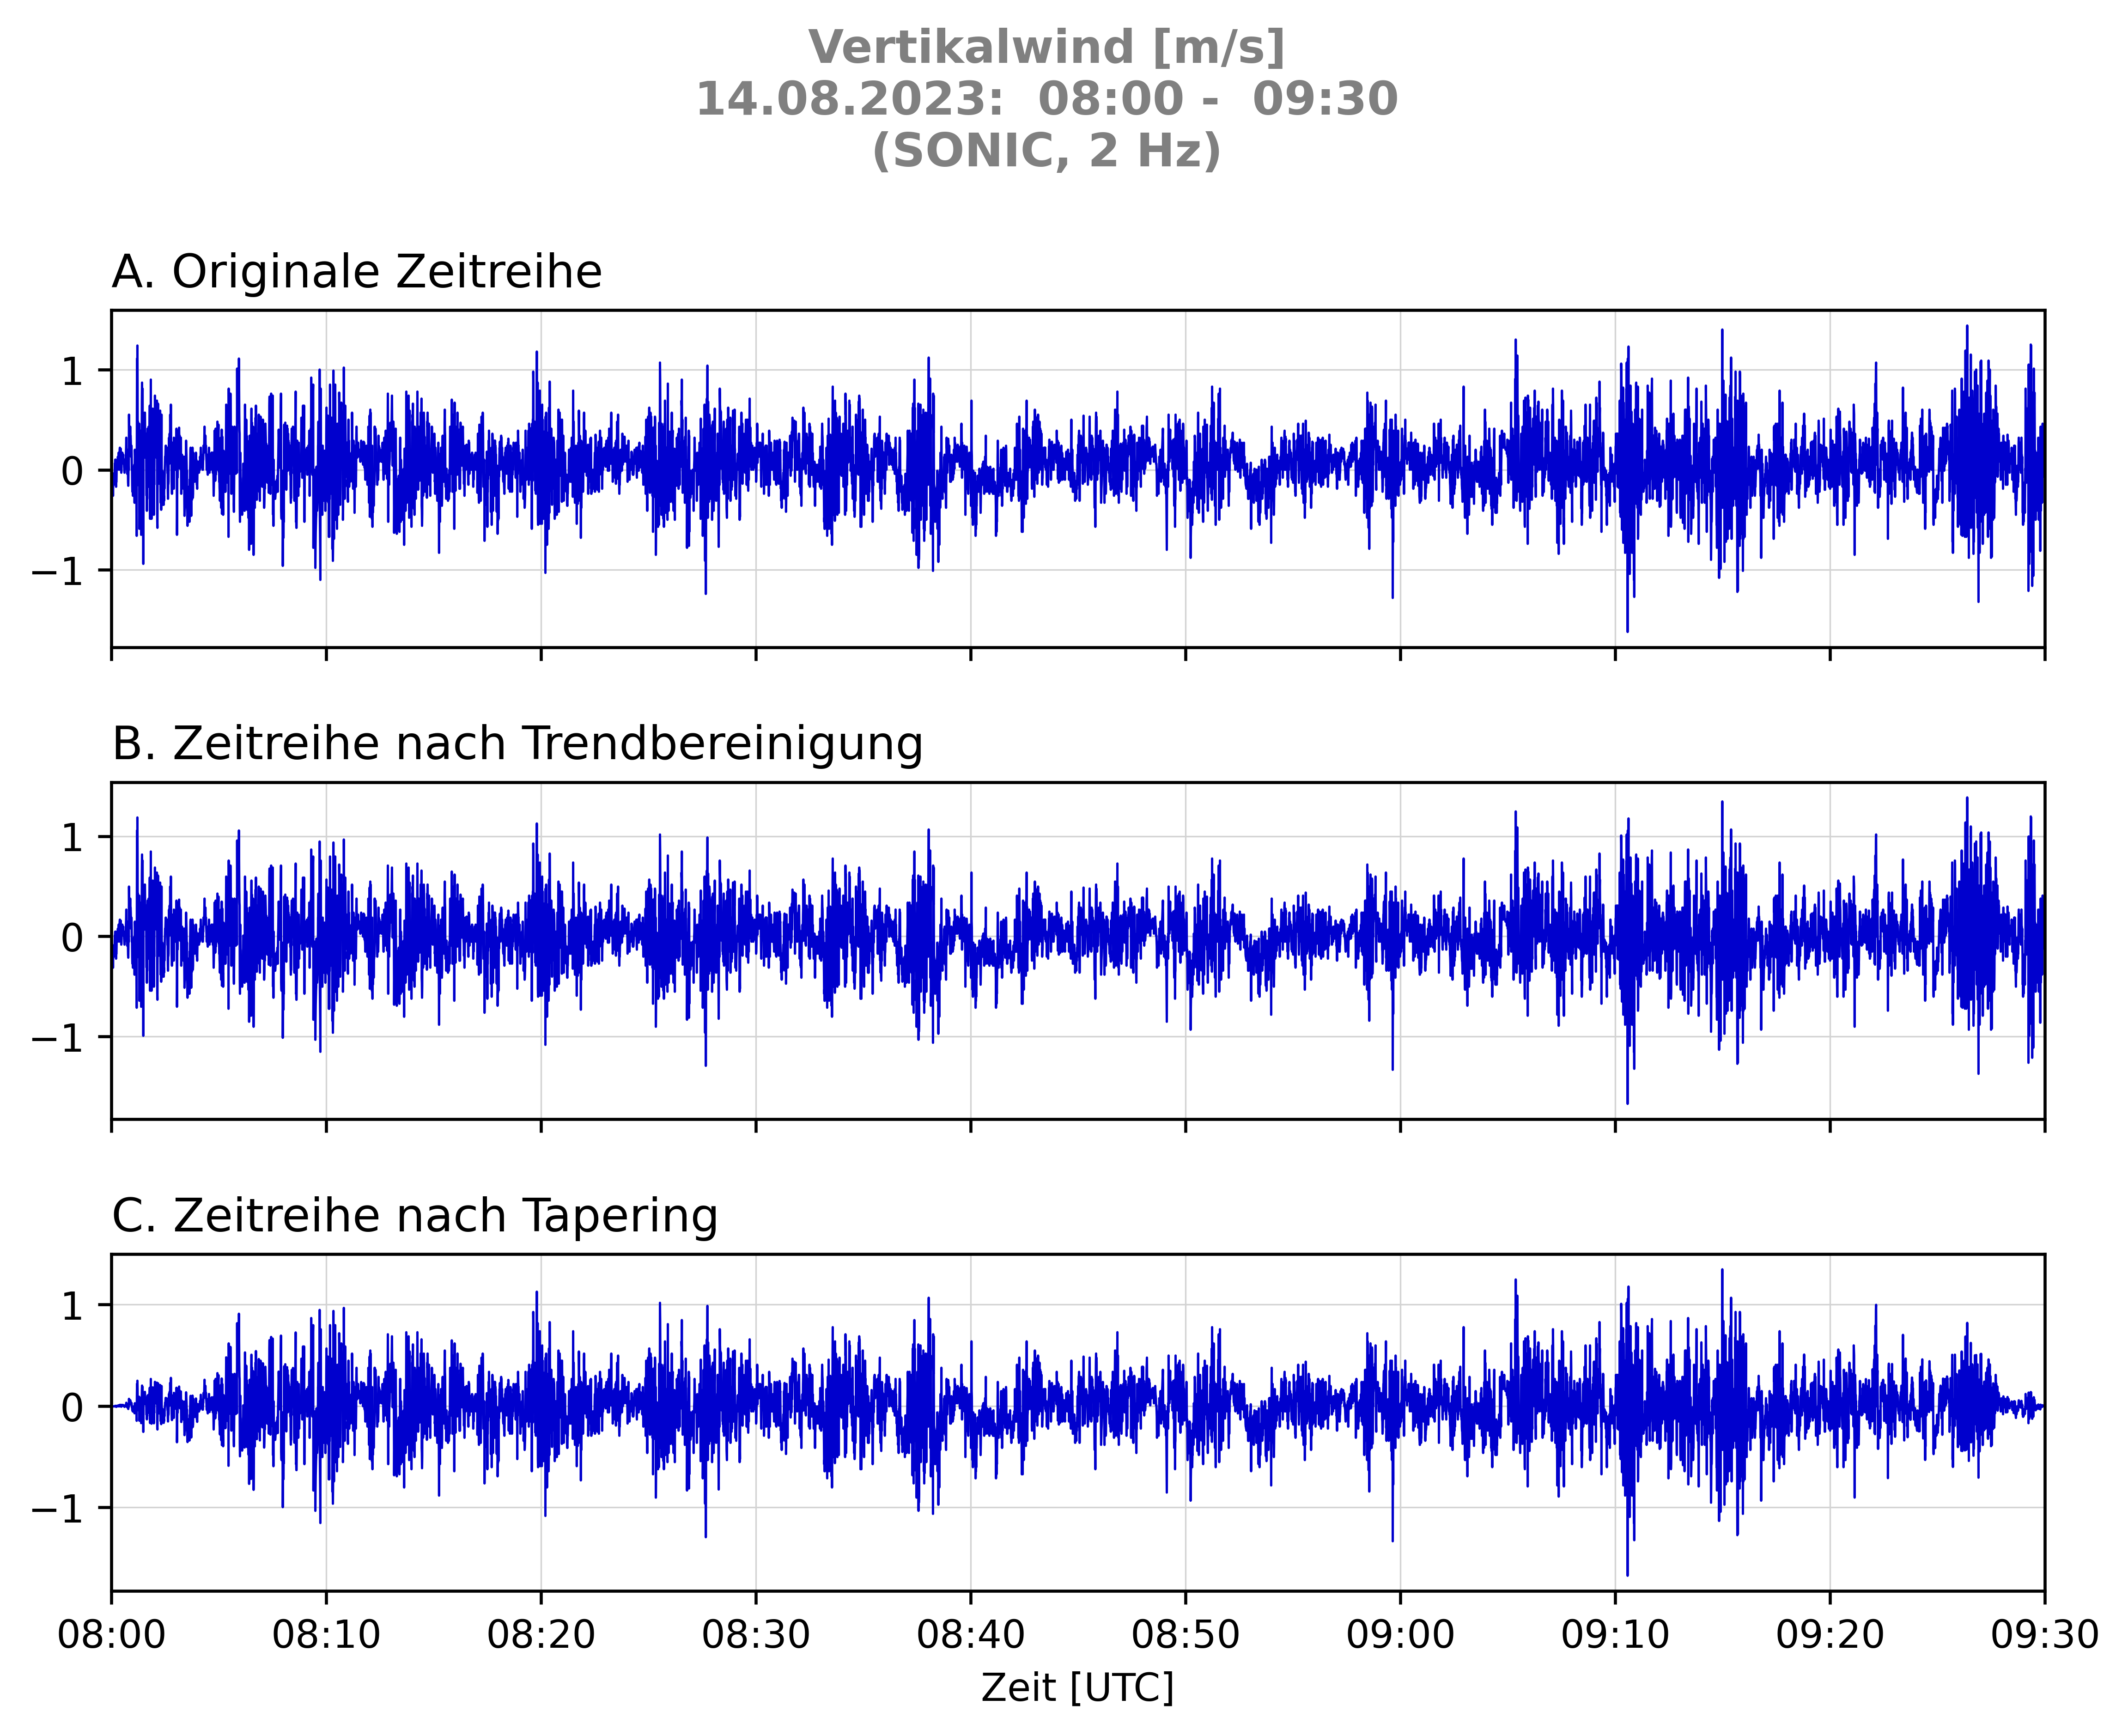 Vertikalwind [m/s]
14.08.2023:  08:00 -  09:30
(SONIC, 2 Hz)
A. Originale Zeitreihe
1
0
−1
B. Zeitreihe nach Trendbereinigung
1
0
−1
C. Zeitreihe nach Tapering
1
0
−1
08:00 08:10 08:20 08:30 08:40 08:50 09:00 09:10 09:20 09:30
Zeit [UTC]